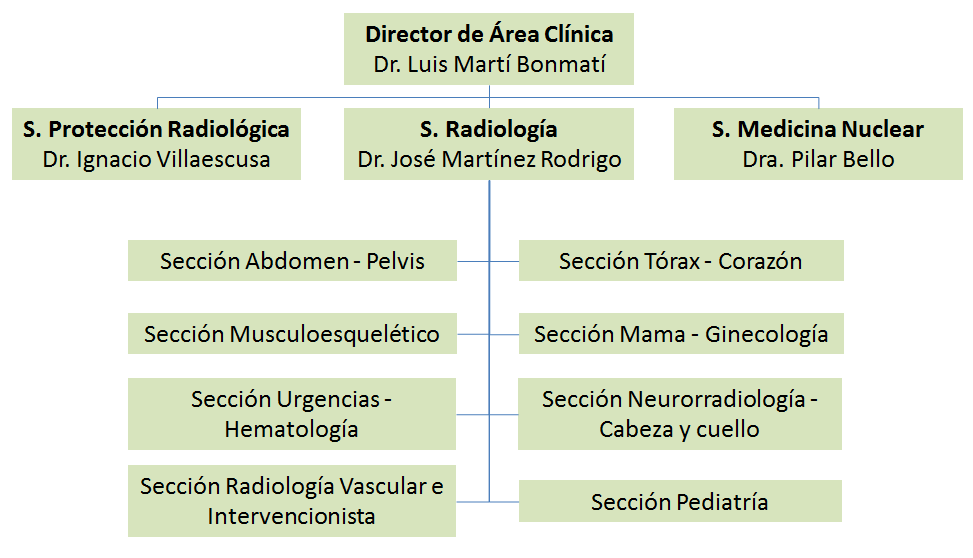 Director de Área Clínica
Dr. Luis Martí Bonmatí
S. Protección Radiológica
Dr. Ignacio Villaescusa
S. Radiología
Dr. José Martínez Rodrigo
S. Medicina Nuclear
Dra. Pilar Bello
Sección Abdomen - Pelvis
Sección Tórax - Corazón
Sección Musculoesquelético
Sección Mama - Ginecología
Sección Urgencias -
Hematología
Sección Neurorradiología -
Cabeza y cuello
Sección Radiología Vascular e
Intervencionista
Sección Pediatría